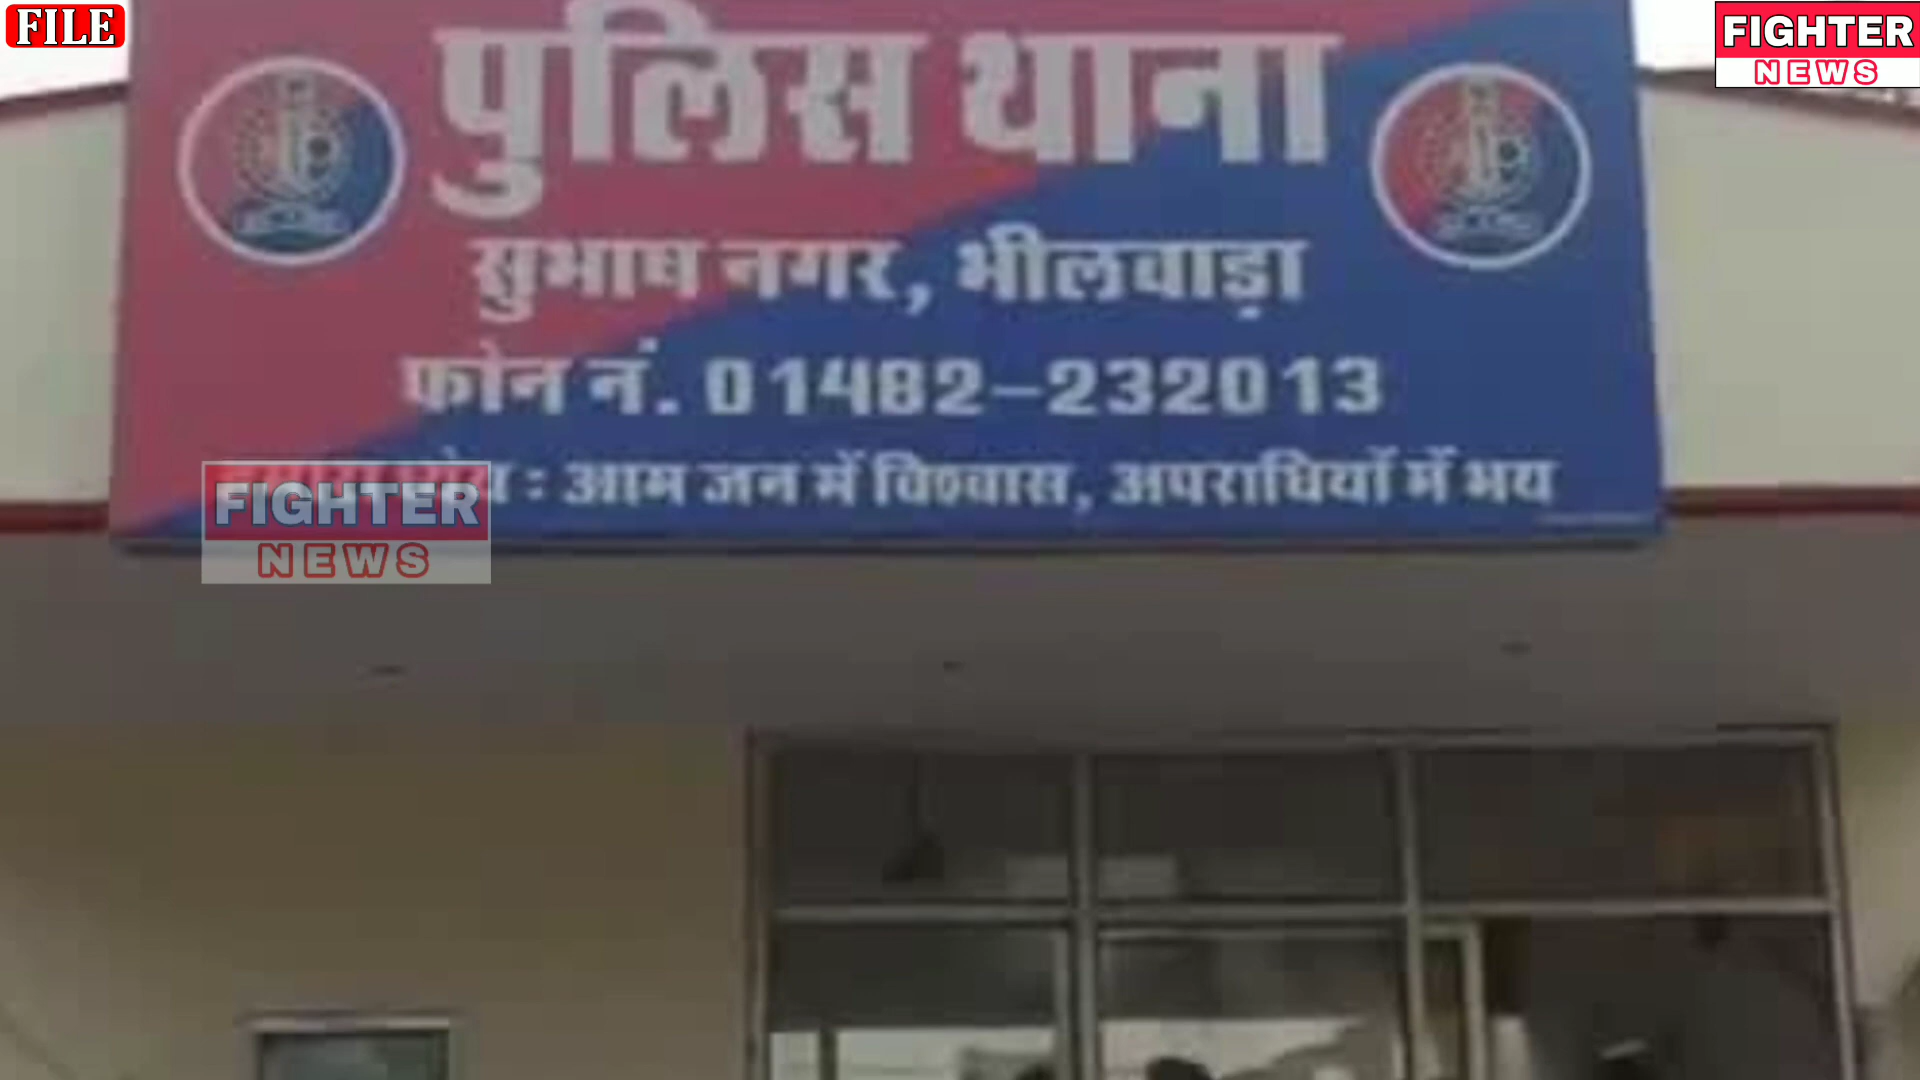 FILE
FIGHTER
NEWS
पुलिस थाना
सुभाष नगर, भीलवाड़ा
फोन नं. 01482-232013
: आम जन में विश्वास, अपराधियों में भय
FIGHTER
NEWS